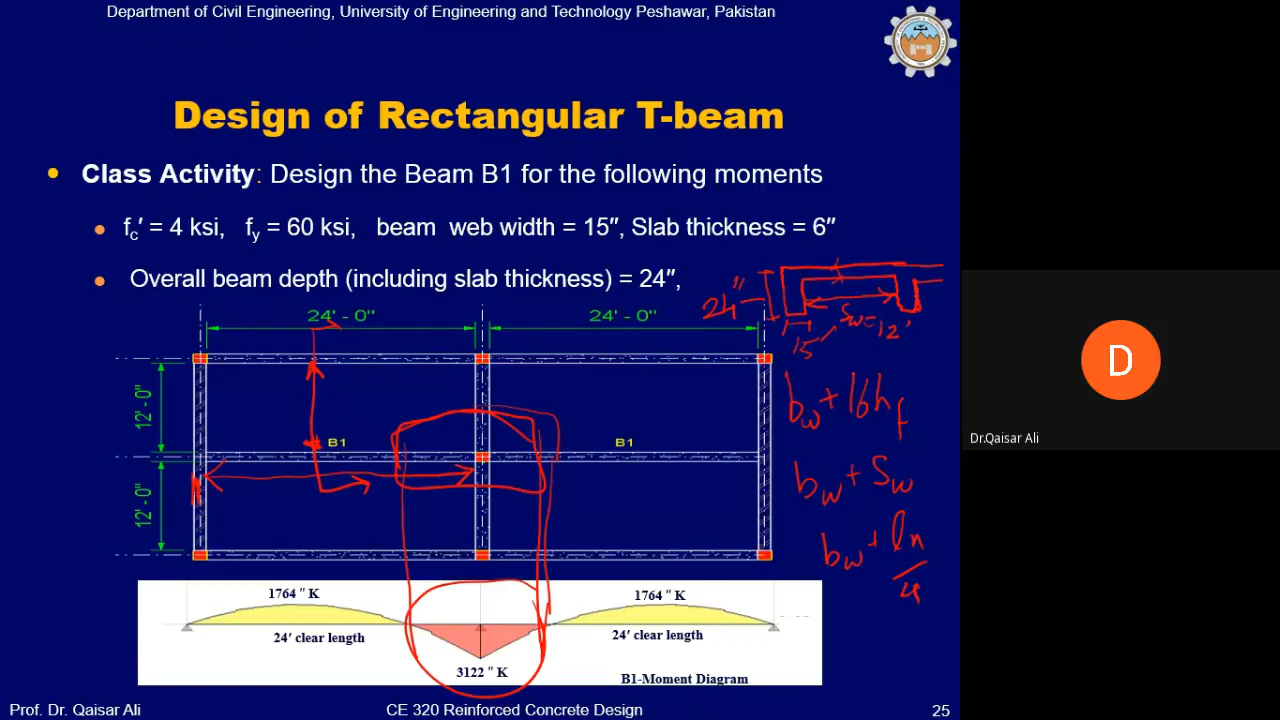 Department of Civil Engineering, University of Engineering and Technology Peshawar, Pakistan
Design of Rectangular T-beam
• Class Activity: Design the Beam B1 for the following moments
• fc′ = 4 ksi, fy = 60 ksi, beam web width = 15″, Slab thickness = 6″
• Overall beam depth (including slab thickness) = 24″,
24"
Sw=12'
15"
24' - 0"
24' - 0"
12' - 0"
B1
B1
12' - 0"
bw + 16hf
bw + Sw
bw + ln/4
1764 ″ K
1764 ″ K
24′ clear length
24′ clear length
3122 ″ K
B1-Moment Diagram
Prof. Dr. Qaisar Ali
CE 320 Reinforced Concrete Design
25
D
Dr.Qaisar Ali